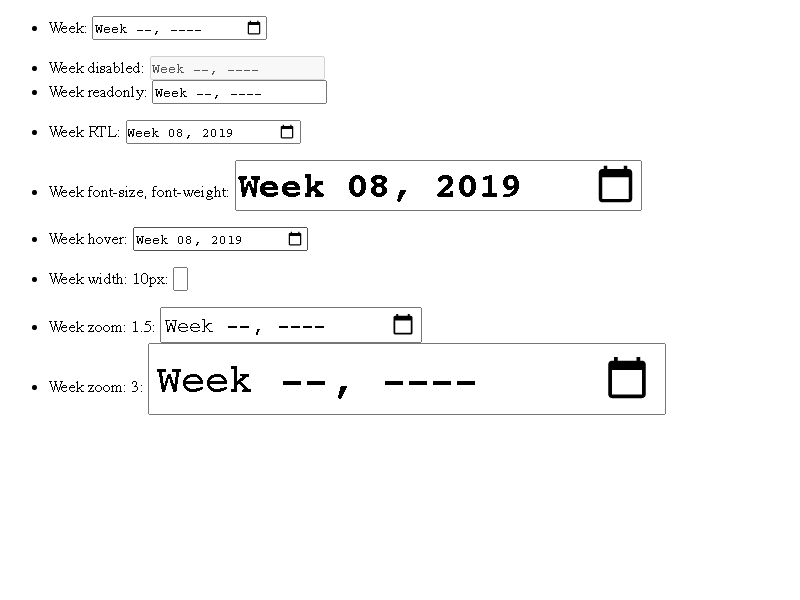 Week: Week --, ----
Week disabled: Week --, ----
Week readonly: Week --, ----
Week RTL: Week 08, 2019
Week font-size, font-weight: Week 08, 2019
Week hover: Week 08, 2019
Week width: 10px:
Week zoom: 1.5: Week --, ----
Week zoom: 3: Week --, ----